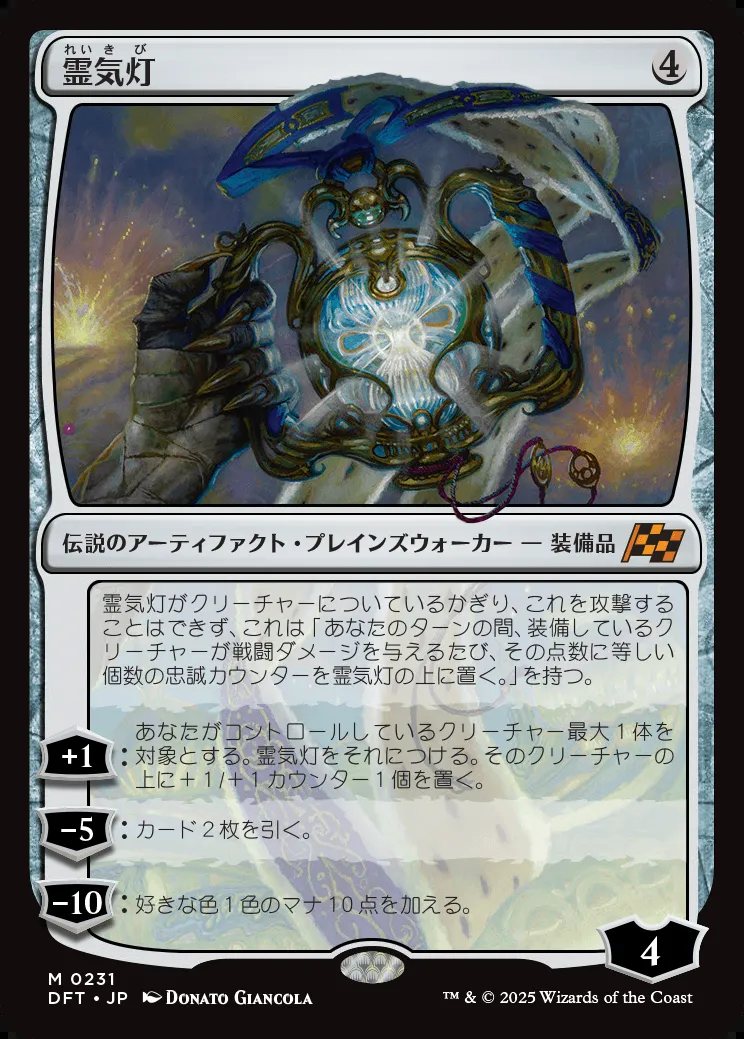 れいきび
霊気灯
4
伝説のアーティファクト・プレインズウォーカー — 装備品
霊気灯がクリーチャーについているかぎり、これを攻撃する
ことはできず、これは「あなたのターンの間、装備しているク
リーチャーが戦闘ダメージを与えるたび、その点数に等しい
個数の忠誠カウンターを霊気灯の上に置く。」を持つ。
+1:あなたがコントロールしているクリーチャー最大1体を
対象とする。霊気灯をそれにつける。そのクリーチャーの
上に+1/+1カウンター1個を置く。
-5:カード2枚を引く。
-10:好きな色1色のマナ10点を加える。
4
M 0231
DFT • JP Donato Giancola
™ & © 2025 Wizards of the Coast